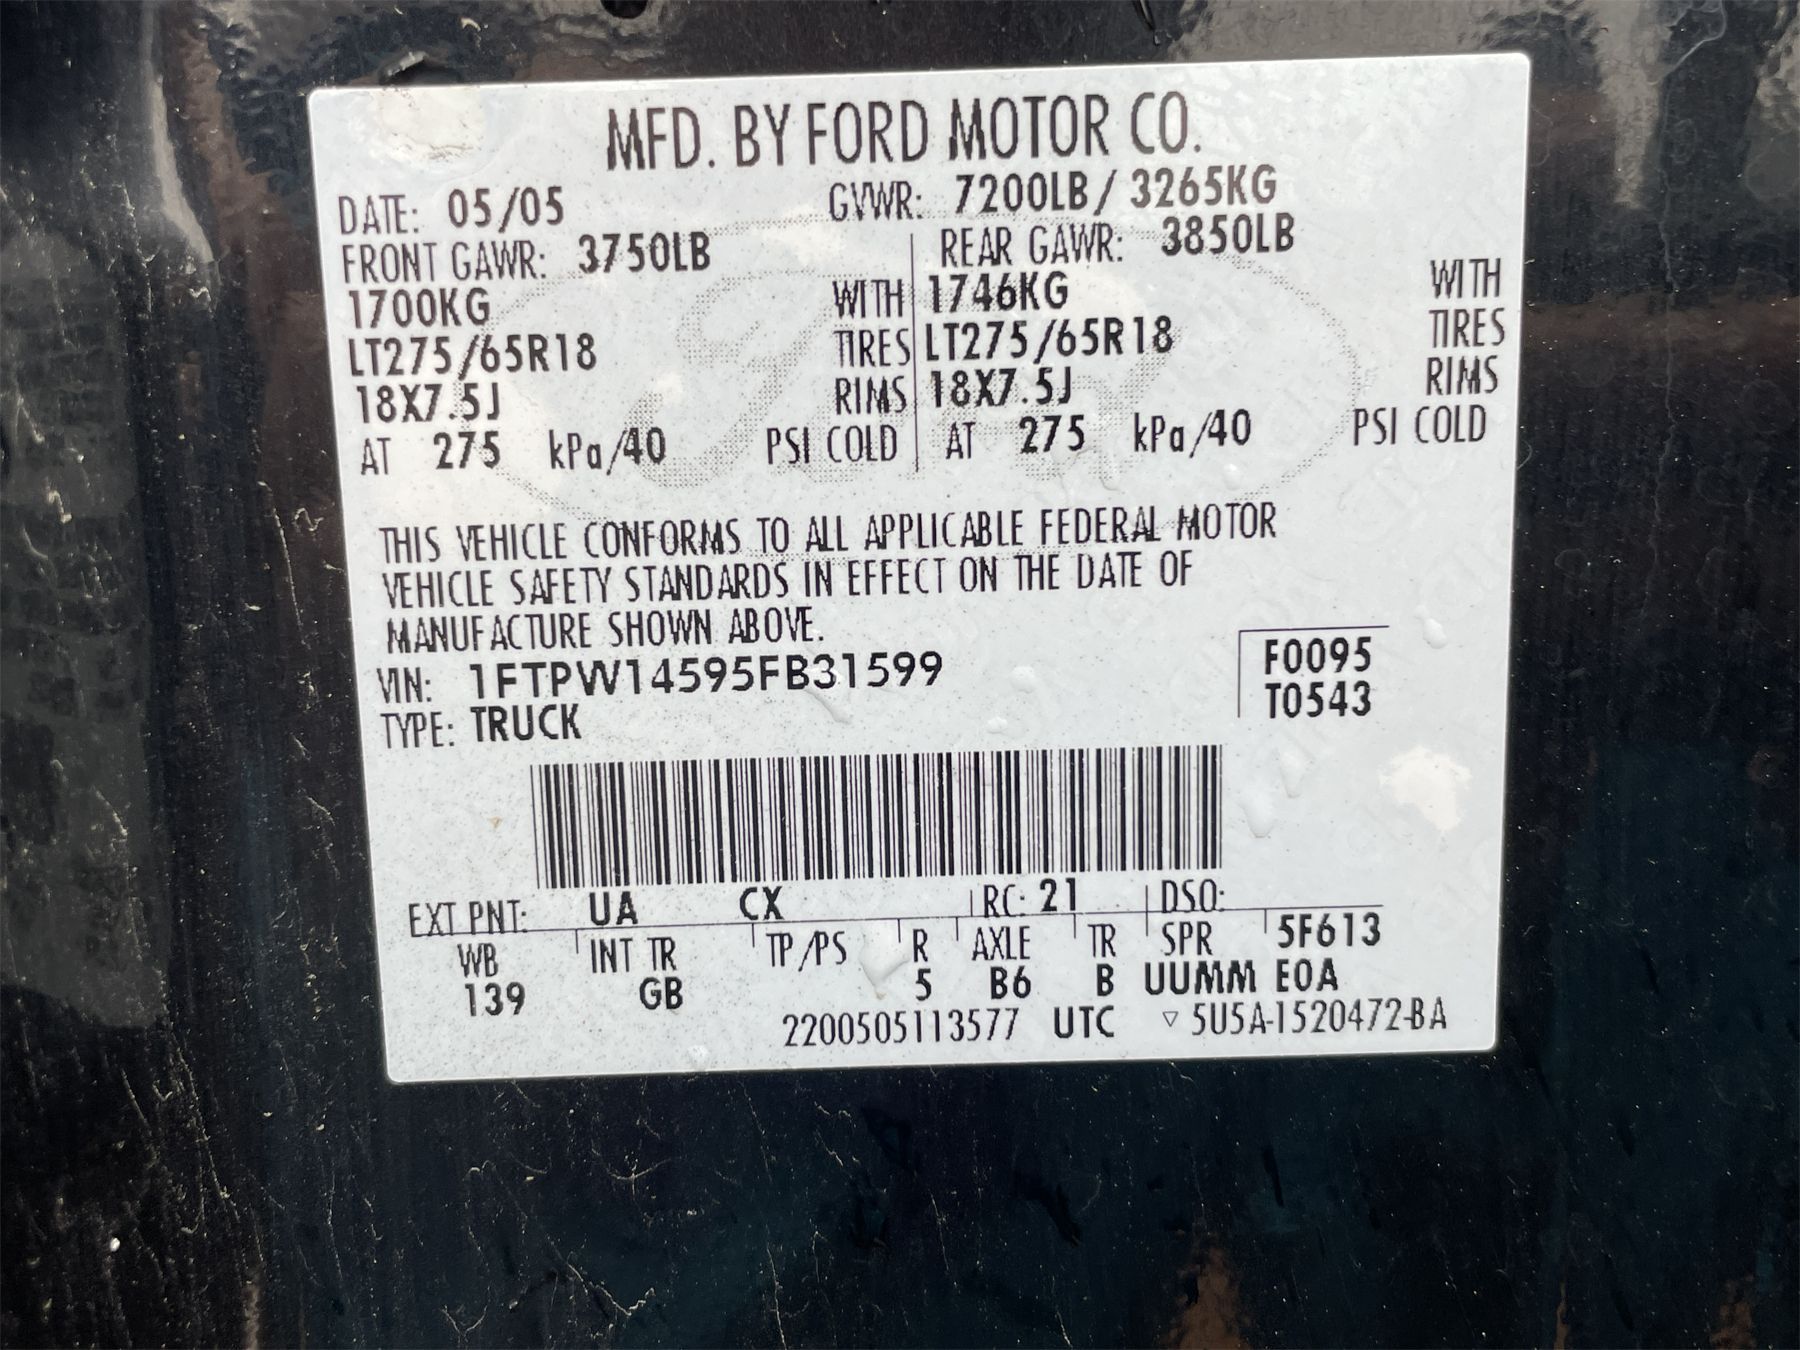 MFD. BY FORD MOTOR CO.
DATE: 05/05 GVWR: 7200LB / 3265KG
FRONT GAWR: 3750LB REAR GAWR: 3850LB
1700KG WITH 1746KG WITH
LT275/65R18 TIRES LT275/65R18 TIRES
18X7.5J RIMS 18X7.5J RIMS
AT 275 kPa/40 PSI COLD AT 275 kPa/40 PSI COLD
THIS VEHICLE CONFORMS TO ALL APPLICABLE FEDERAL MOTOR
VEHICLE SAFETY STANDARDS IN EFFECT ON THE DATE OF
MANUFACTURE SHOWN ABOVE.
VIN: 1FTPW14595FB31599 F0095
TYPE: TRUCK T0543
EXT PNT: UA CX RC: 21 DSO:
WB INT TR TP/PS R AXLE TR SPR 5F613
139 GB 5 B6 B UUMM E0A
2200505113577 UTC ▽ 5U5A-1520472-BA